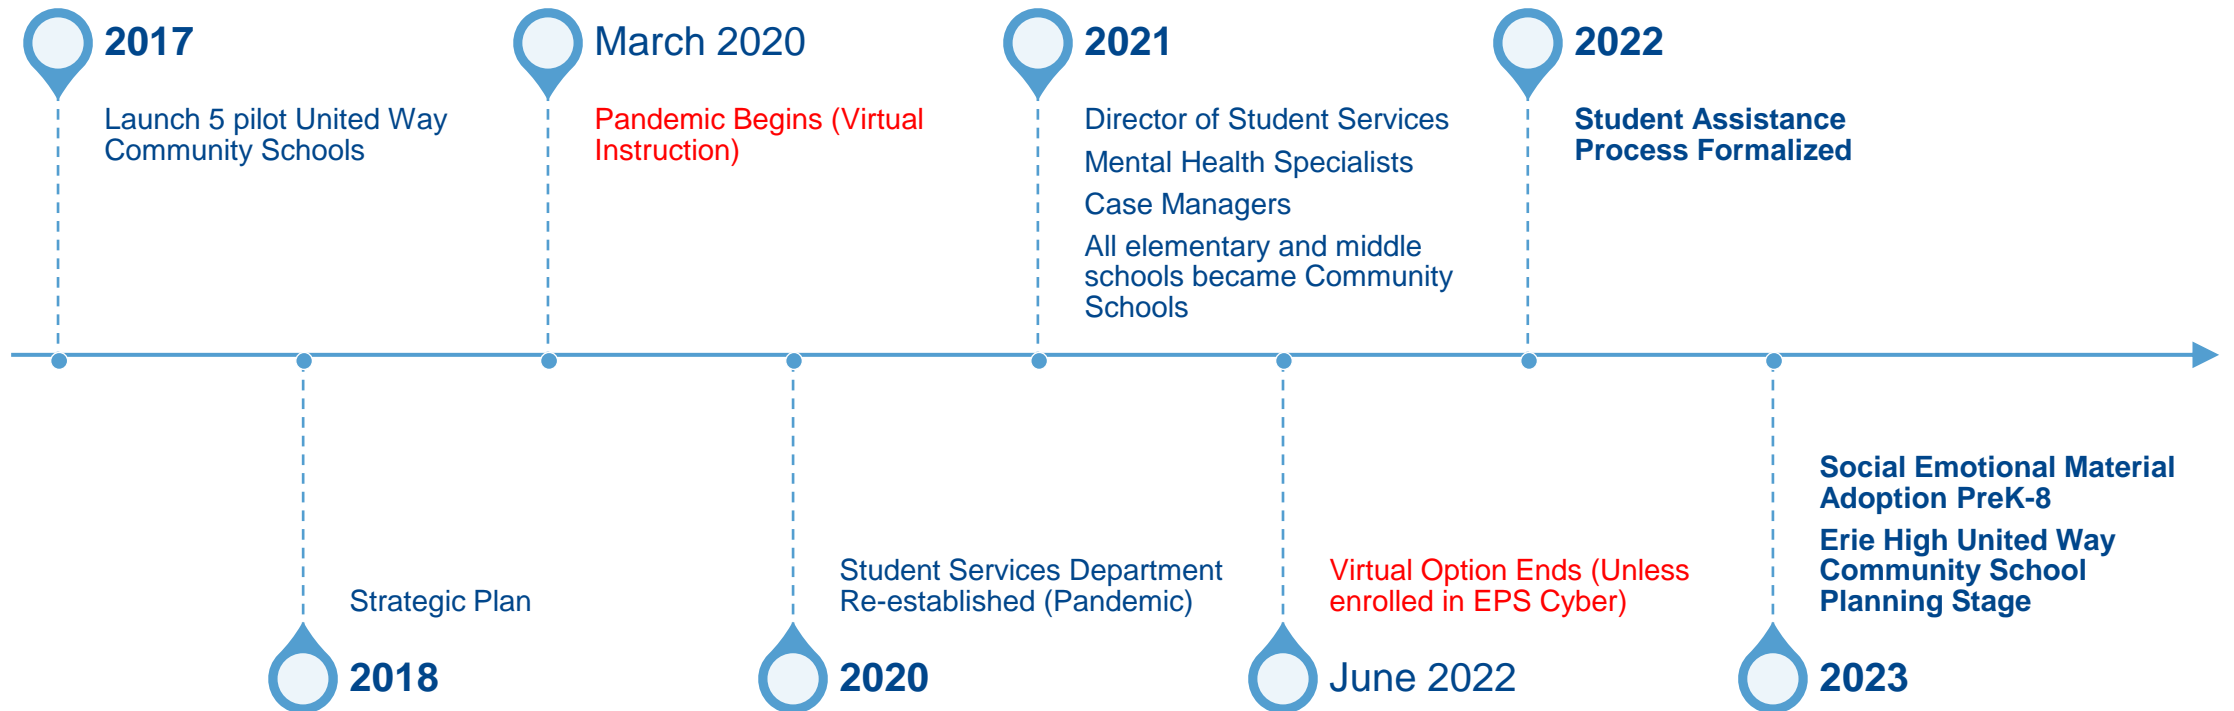 2017
Launch 5 pilot United Way
Community Schools
March 2020
Pandemic Begins (Virtual
Instruction)
2021
Director of Student Services
Mental Health Specialists
Case Managers
All elementary and middle
schools became Community
Schools
2022
Student Assistance
Process Formalized
Strategic Plan
2018
Student Services Department
Re-established (Pandemic)
2020
Virtual Option Ends (Unless
enrolled in EPS Cyber)
June 2022
Social Emotional Material
Adoption PreK-8
Erie High United Way
Community School
Planning Stage
2023